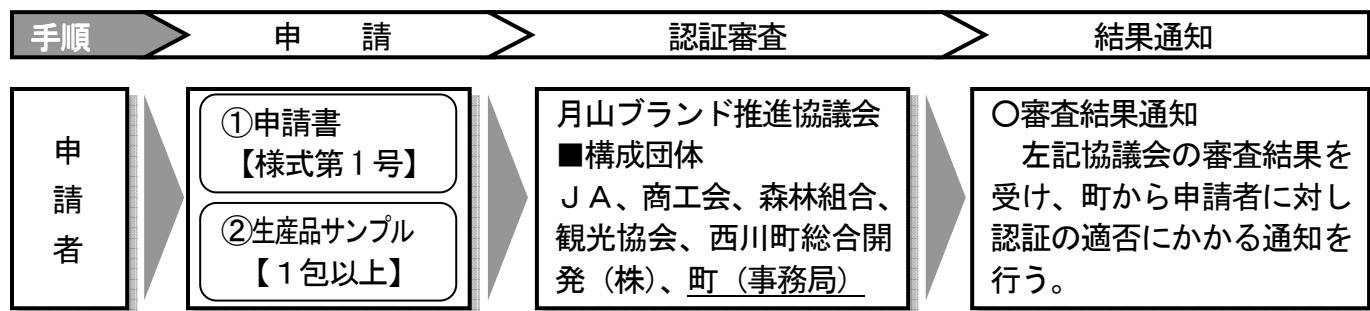 手順
申　　請
認証審査
結果通知
申
請
者
①申請書
【様式第１号】
②生産品サンプル
【１包以上】
月山ブランド推進協議会
■構成団体
ＪＡ、商工会、森林組合、
観光協会、西川町総合開
発（株）、町（事務局）
〇審査結果通知
　左記協議会の審査結果を
受け、町から申請者に対し
認証の適否にかかる通知を
行う。